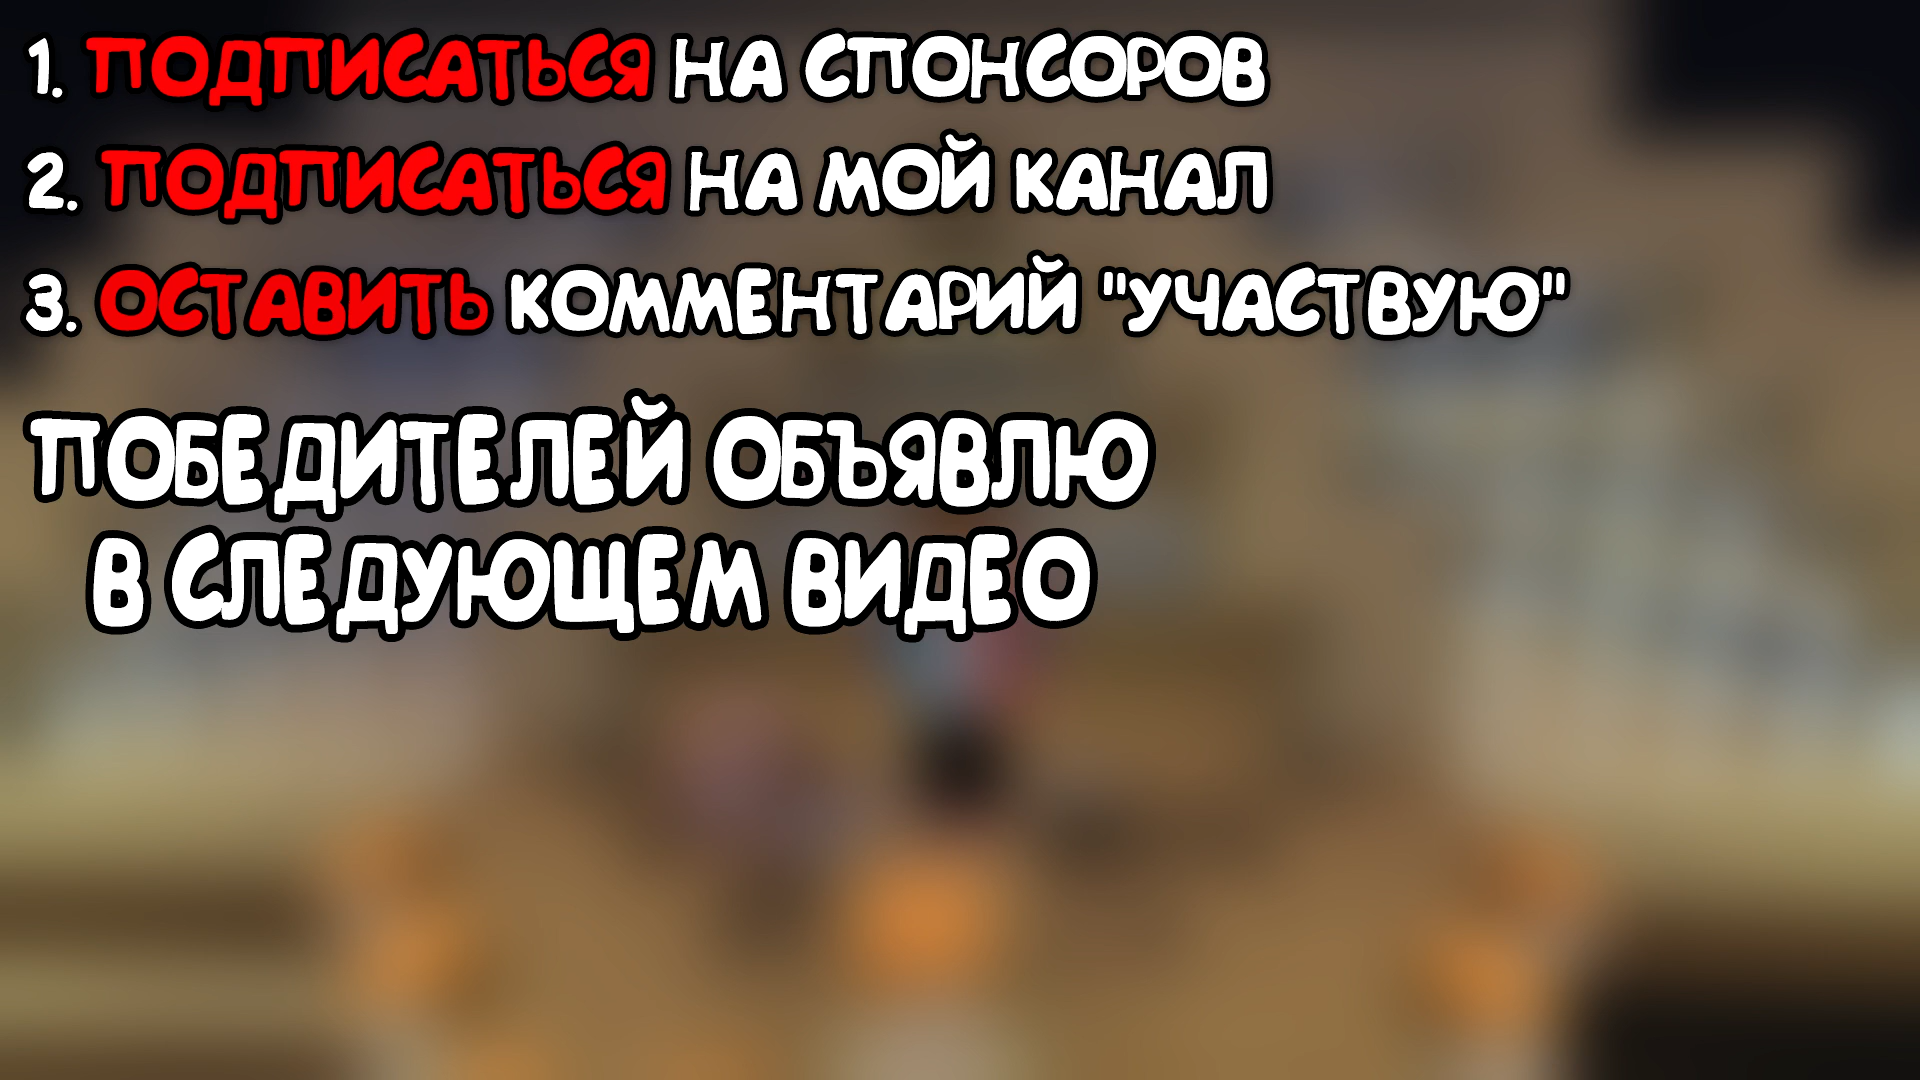 1. ПОДПИСАТЬСЯ НА СПОНСОРОВ
2. ПОДПИСАТЬСЯ НА МОЙ КАНАЛ
3. ОСТАВИТЬ КОММЕНТАРИЙ "УЧАСТВУЮ"
ПОБЕДИТЕЛЕЙ ОБЪЯВЛЮ
В СЛЕДУЮЩЕМ ВИДЕО